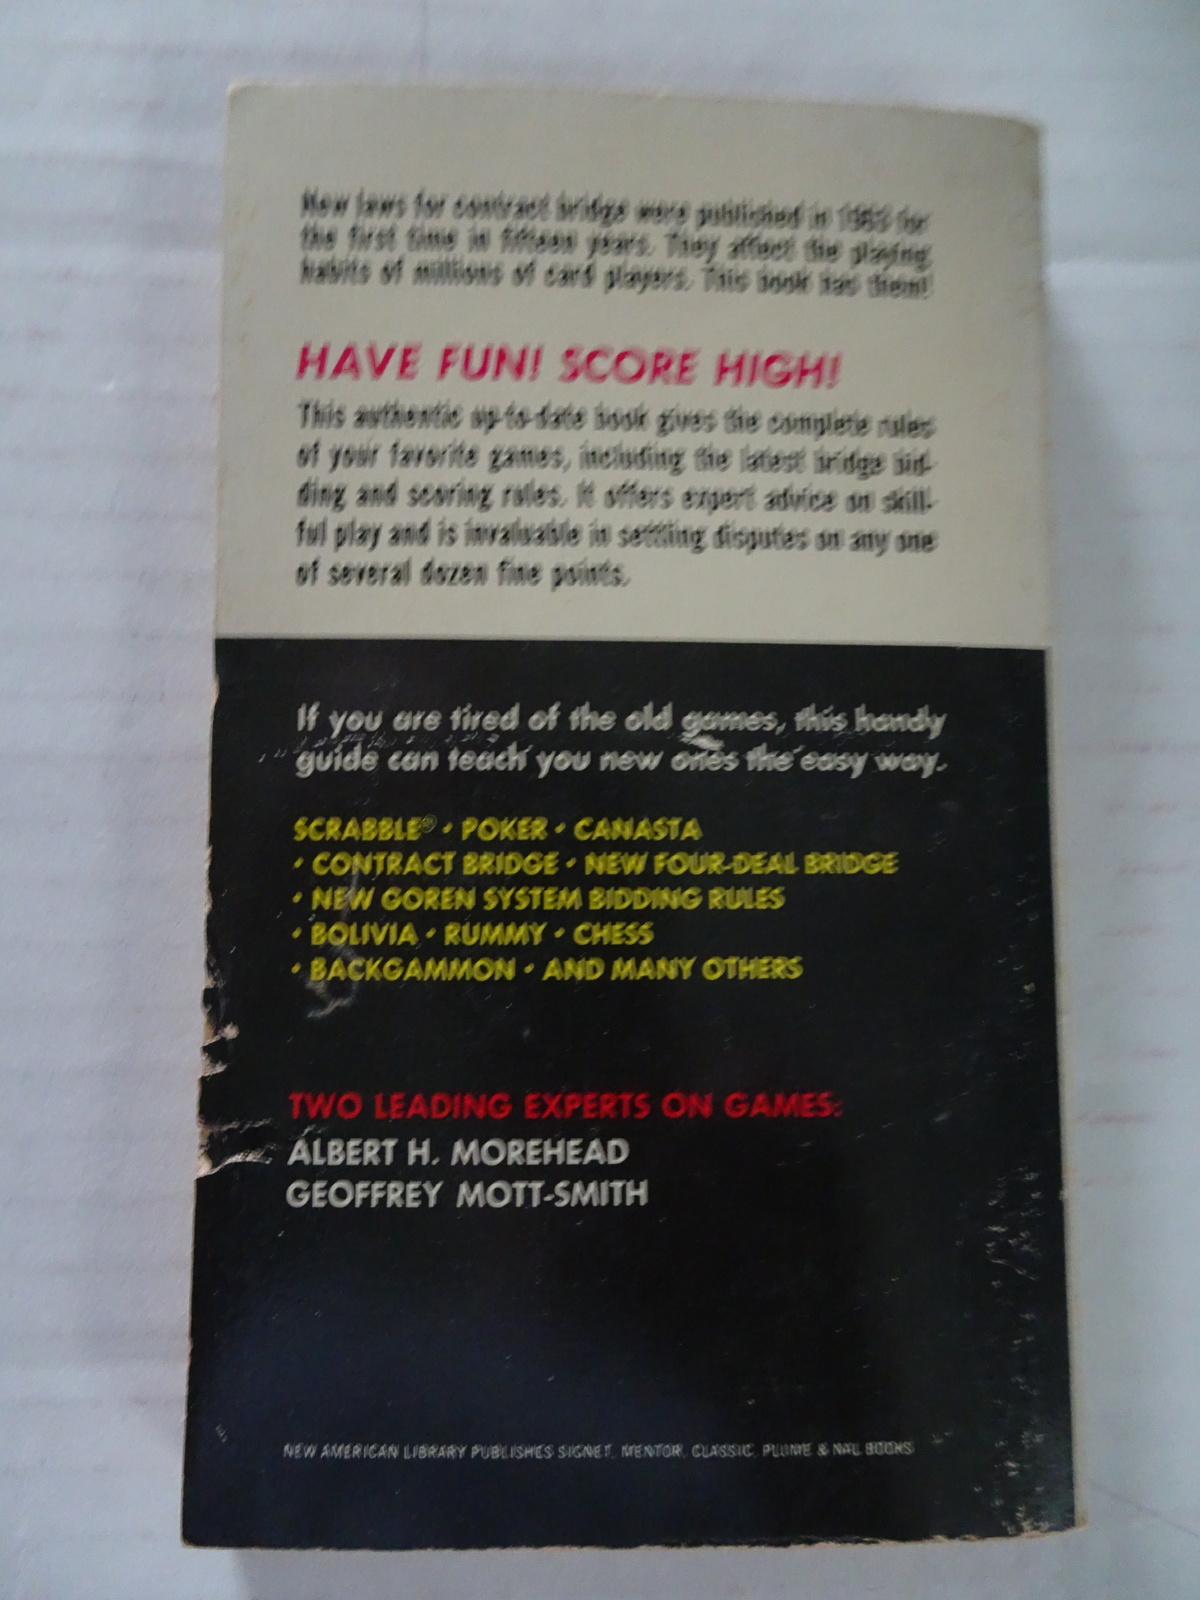 New laws for contract bridge were published in 1963 for
the first time in fifteen years. They affect the playing
habits of millions of card players. This book has them!
HAVE FUN! SCORE HIGH!
This authentic up-to-date book gives the complete rules
of your favorite games, including the latest bridge bid-
ding and scoring rules. It offers expert advice on skill-
ful play and is invaluable in settling disputes on any one
of several dozen fine points.
If you are tired of the old games, this handy
guide can teach you new ones the easy way.
SCRABBLE® • POKER • CANASTA
• CONTRACT BRIDGE • NEW FOUR-DEAL BRIDGE
• NEW GOREN SYSTEM BIDDING RULES
• BOLIVIA • RUMMY • CHESS
• BACKGAMMON • AND MANY OTHERS
TWO LEADING EXPERTS ON GAMES:
ALBERT H. MOREHEAD
GEOFFREY MOTT-SMITH
NEW AMERICAN LIBRARY PUBLISHES SIGNET, MENTOR, CLASSIC, PLUME & NAL BOOKS